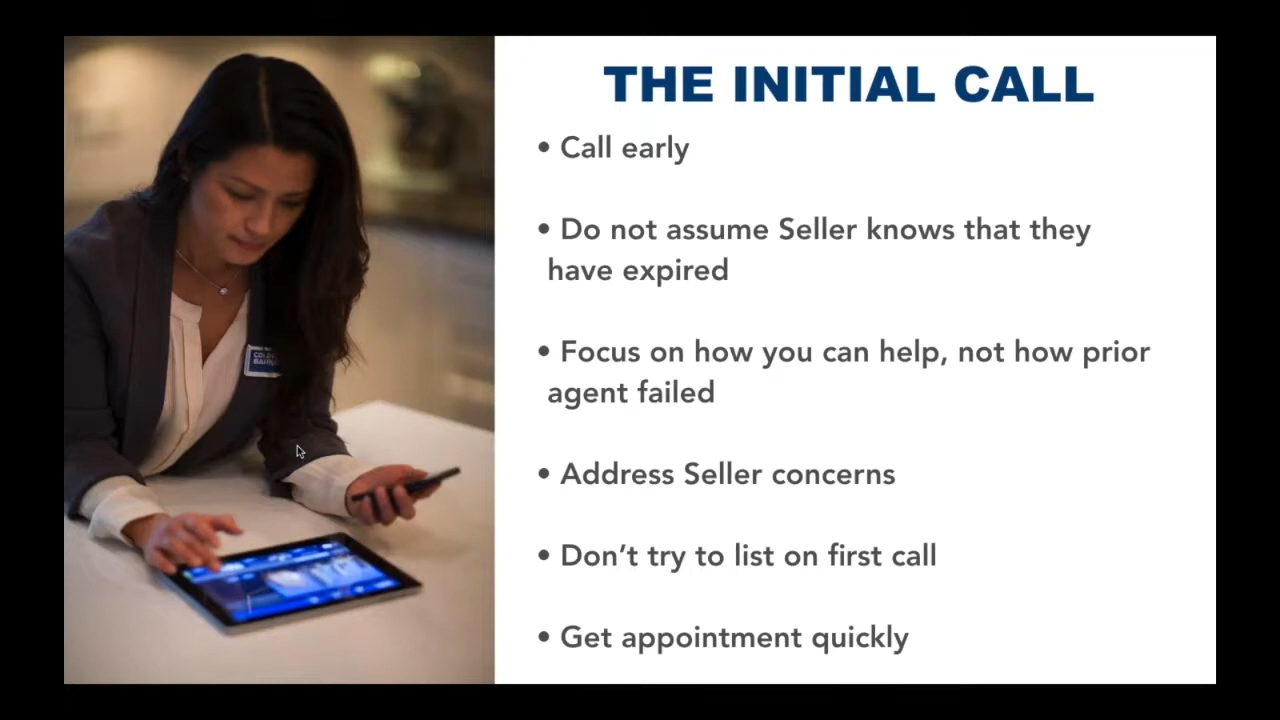 THE INITIAL CALL
• Call early
• Do not assume Seller knows that they
have expired
• Focus on how you can help, not how prior
agent failed
• Address Seller concerns
• Don’t try to list on first call
• Get appointment quickly